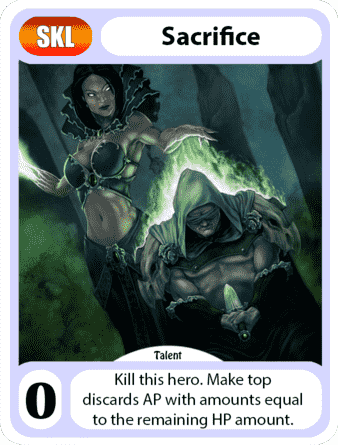 SKL
Sacrifice
Talent
0
Kill this hero. Make top
discards AP with amounts equal
to the remaining HP amount.